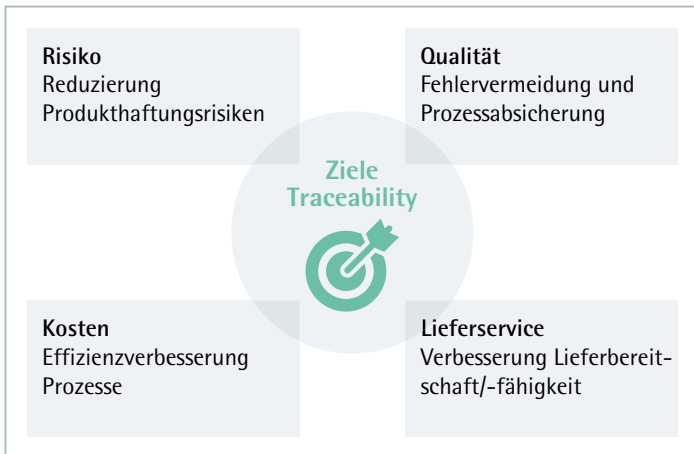 Risiko
Reduzierung
Produkthaftungsrisiken
Qualität
Fehlervermeidung und
Prozessabsicherung
Ziele
Traceability
Kosten
Effizienzverbesserung
Prozesse
Lieferservice
Verbesserung Lieferbereit-
schaft/-fähigkeit